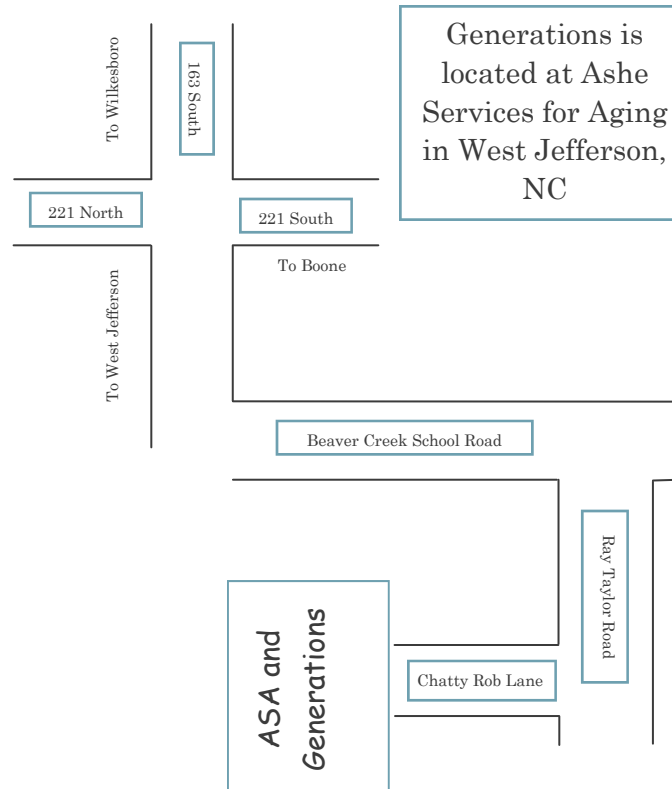 To Wilkesboro
163 South
Generations is
located at Ashe
Services for Aging
in West Jefferson,
NC
221 North
221 South
To Boone
To West Jefferson
Beaver Creek School Road
Ray Taylor Road
ASA and
Generations
Chatty Rob Lane